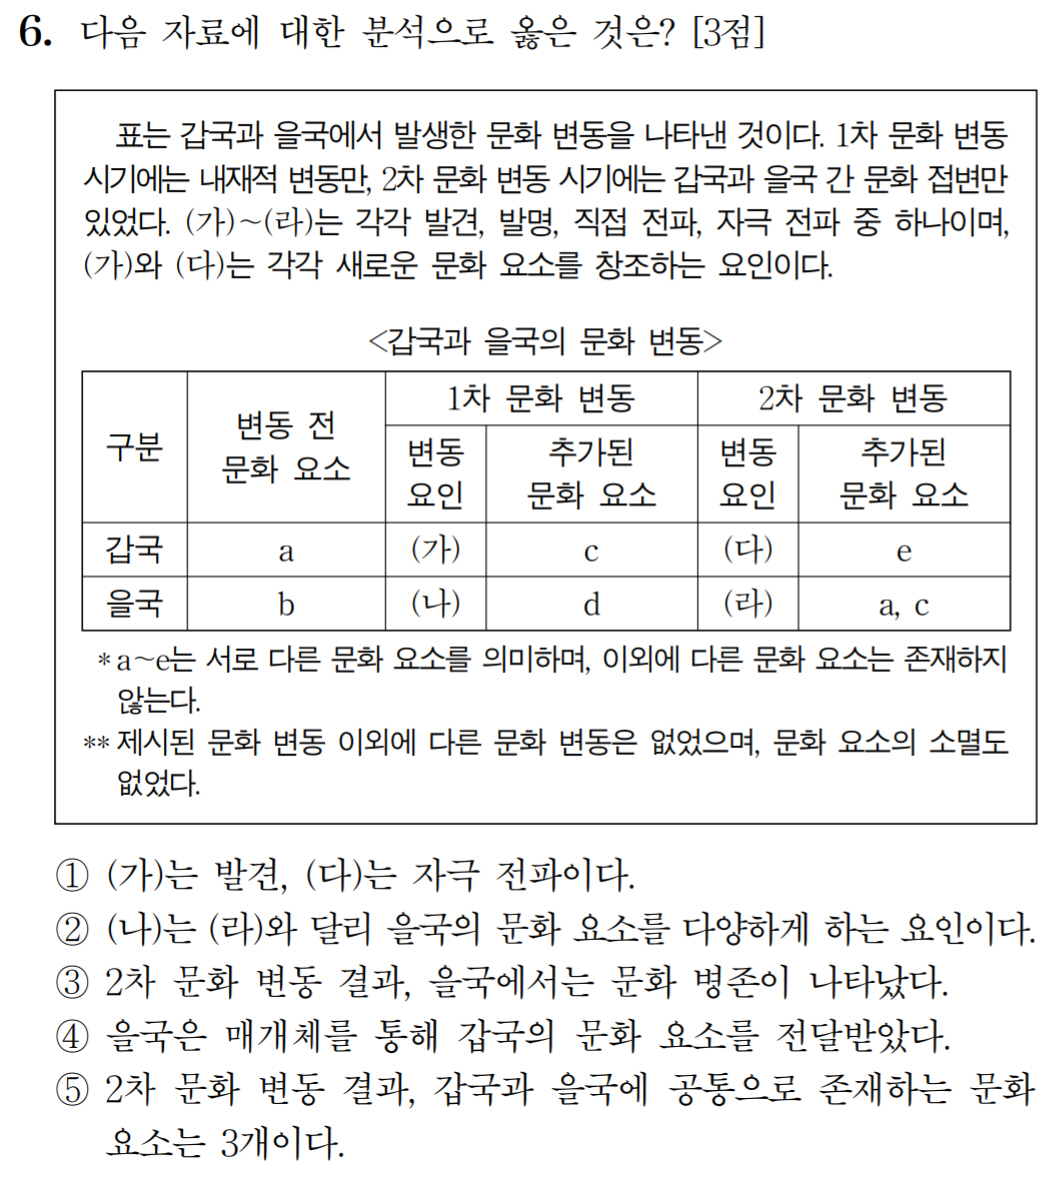 6. 다음 자료에 대한 분석으로 옳은 것은? [3점]
표는 갑국과 을국에서 발생한 문화 변동을 나타낸 것이다. 1차 문화 변동
시기에는 내재적 변동만, 2차 문화 변동 시기에는 갑국과 을국 간 문화 접변만
있었다. (가)~(라)는 각각 발견, 발명, 직접 전파, 자극 전파 중 하나이며,
(가)와 (다)는 각각 새로운 문화 요소를 창조하는 요인이다.
<갑국과 을국의 문화 변동>
구분 변동 전 문화 요소 1차 문화 변동 2차 문화 변동
변동 요인 추가된 문화 요소 변동 요인 추가된 문화 요소
갑국 a (가) c (다) e
을국 b (나) d (라) a, c
* a~e는 서로 다른 문화 요소를 의미하며, 이외에 다른 문화 요소는 존재하지
않는다.
** 제시된 문화 변동 이외에 다른 문화 변동은 없었으며, 문화 요소의 소멸도
없었다.
① (가)는 발견, (다)는 자극 전파이다.
② (나)는 (라)와 달리 을국의 문화 요소를 다양하게 하는 요인이다.
③ 2차 문화 변동 결과, 을국에서는 문화 병존이 나타났다.
④ 을국은 매개체를 통해 갑국의 문화 요소를 전달받았다.
⑤ 2차 문화 변동 결과, 갑국과 을국에 공통으로 존재하는 문화
요소는 3개이다.